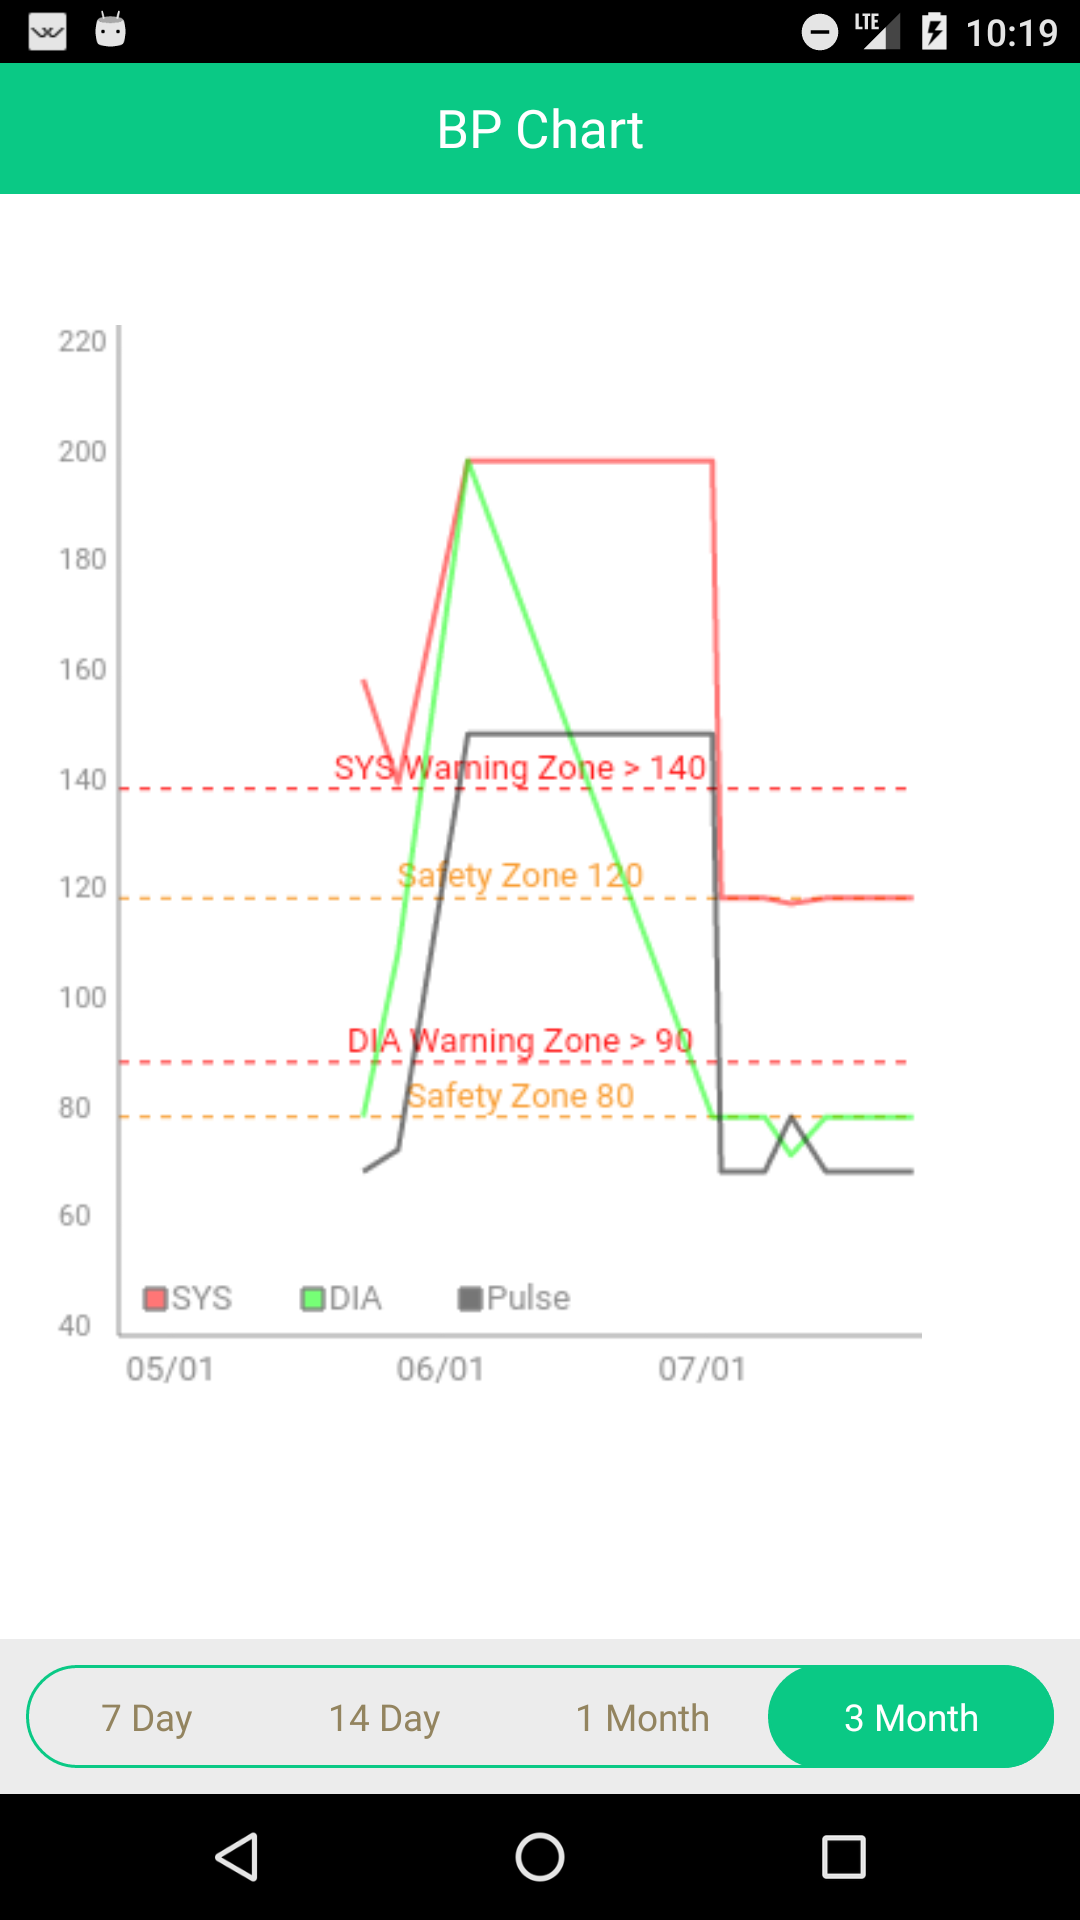 LTE 10:19
BP Chart
220
200
180
160
SYS Warning Zone > 140
140
Safety Zone 120
120
100
DIA Warning Zone > 90
Safety Zone 80
80
60
SYS DIA Pulse
40
05/01 06/01 07/01
7 Day 14 Day 1 Month 3 Month